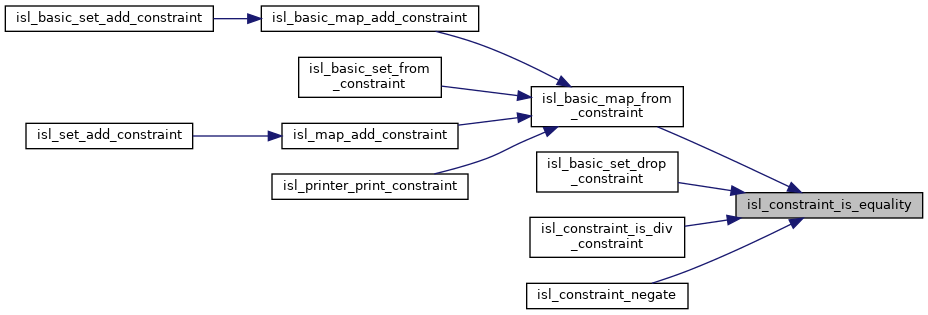 isl_basic_set_add_constraint
isl_basic_map_add_constraint
isl_basic_set_from
_constraint
isl_basic_map_from
_constraint
isl_set_add_constraint
isl_map_add_constraint
isl_printer_print_constraint
isl_basic_set_drop
_constraint
isl_constraint_is_equality
isl_constraint_is_div
_constraint
isl_constraint_negate